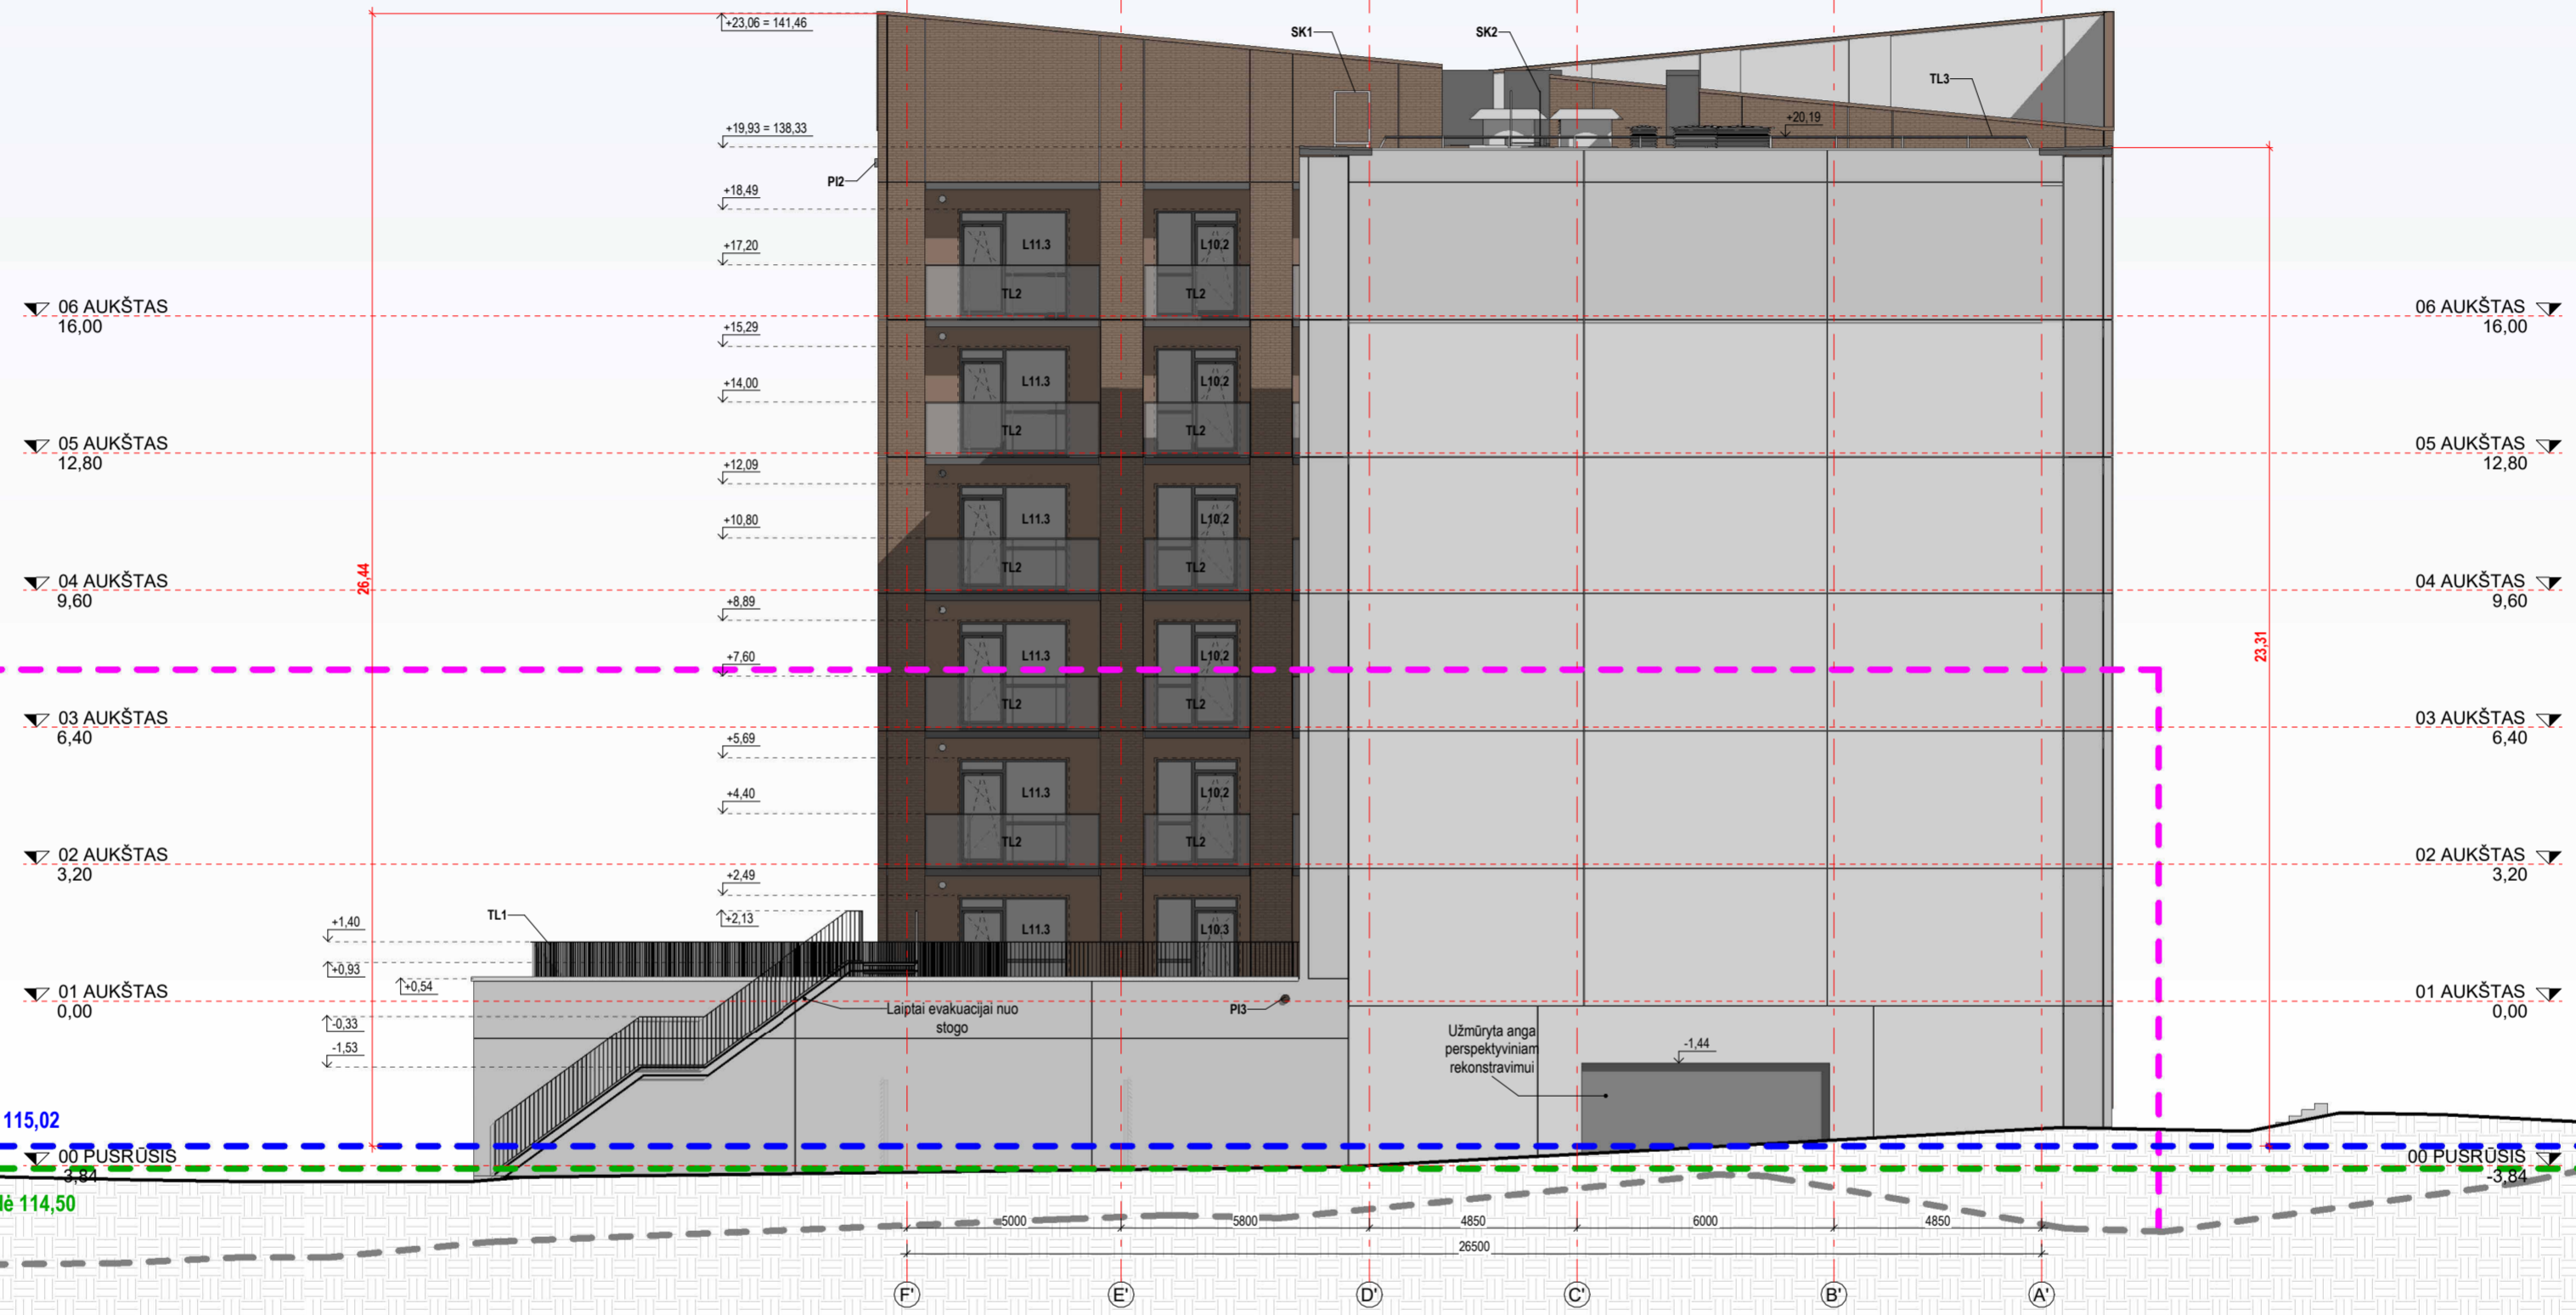 +23,06 = 141,46
SK1
SK2
TL3
+19,93 = 138,33
+20,19
PI2
+18,49
L11.3
L10.2
+17,20
TL2
TL2
06 AUKŠTAS
16,00
06 AUKŠTAS
16,00
+15,29
L11.3
L10.2
+14,00
TL2
TL2
05 AUKŠTAS
12,80
05 AUKŠTAS
12,80
+12,09
L11.3
L10.2
+10,80
26,44
TL2
TL2
04 AUKŠTAS
9,60
04 AUKŠTAS
9,60
+8,89
23,31
L11.3
L10.2
+7,60
TL2
TL2
03 AUKŠTAS
6,40
03 AUKŠTAS
6,40
+5,69
L11.3
L10.2
+4,40
TL2
TL2
02 AUKŠTAS
3,20
02 AUKŠTAS
3,20
+2,49
+2,13
TL1
+1,40
L11.3
L10.3
+0,93
+0,54
01 AUKŠTAS
0,00
01 AUKŠTAS
0,00
Laiptai evakuacijai nuo
stogo
PI3
-0,33
-1,53
Užmūryta anga
perspektyviniam
rekonstravimui
-1,44
115,02
00 PUSRŪSIS
-3,84
00 PUSRŪSIS
-3,84
lė 114,50
5000
5800
4850
6000
4850
26500
F'
E'
D'
C'
B'
A'